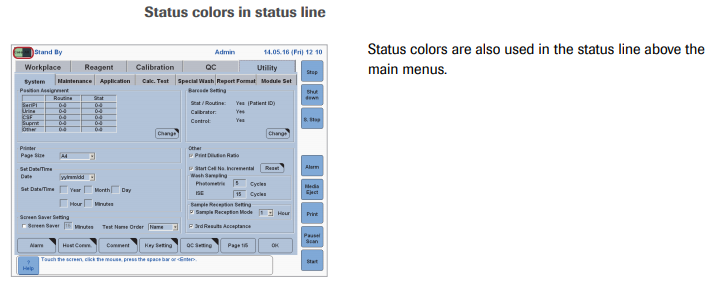 Status colors in status line
Status colors are also used in the status line above the
main menus.
Stand By Admin 14.05.16 (Fri) 12 10
Workplace Reagent Calibration QC Utility
System Maintenance Application Calc. Test Special Wash Report Format Module Set
Position Assignment
Routine Stat
Ser/Pl 0-0 0-0
Urine 0-0 0-0
CSF 0-0 0-0
Suprnt 0-0 0-0
Other 0-0 0-0
Change
Barcode Setting
Stat / Routine: Yes (Patient ID)
Calibrator: Yes
Control: Yes
Change
Printer
Page Size A4
Set Date/Time
Date yy/mm/dd
Set Date/Time Year Month Day
Hour Minutes
Screen Saver Setting
Screen Saver Minutes Test Name Order Name
Other
Print Dilution Ratio
Start Cell No. Incremental Reset
Wash Sampling
Photometric 5 Cycles
ISE 15 Cycles
Sample Reception Setting
Sample Reception Mode 1 Hour
3rd Results Acceptance
Alarm Host Comm. Comment Key Setting QC Setting Page 1/5 OK
? Help
Touch the screen, click the mouse, press the space bar or <Enter>.
Stop
Shut
down
S. Stop
Alarm
Media
Eject
Print
Paused
Scan
Start